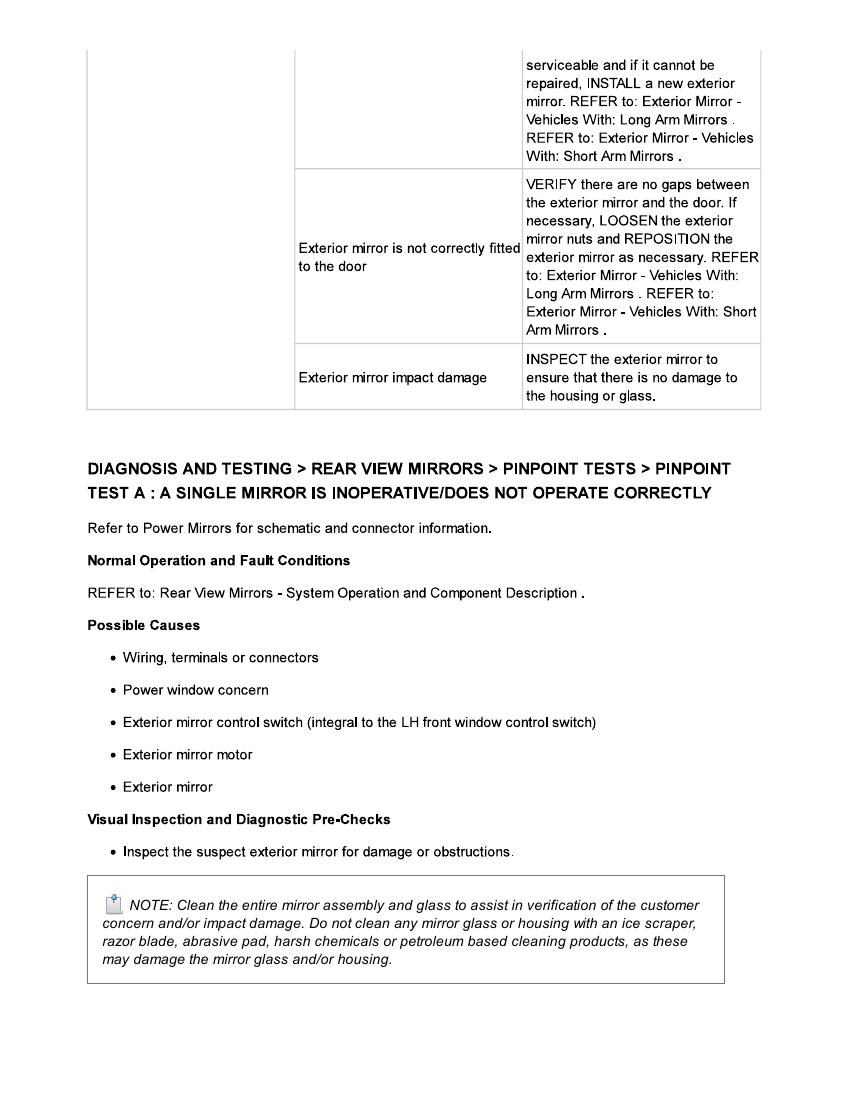 serviceable and if it cannot be
repaired, INSTALL a new exterior
mirror. REFER to: Exterior Mirror -
Vehicles With: Long Arm Mirrors .
REFER to: Exterior Mirror - Vehicles
With: Short Arm Mirrors .
Exterior mirror is not correctly fitted
to the door
VERIFY there are no gaps between
the exterior mirror and the door. If
necessary, LOOSEN the exterior
mirror nuts and REPOSITION the
exterior mirror as necessary. REFER
to: Exterior Mirror - Vehicles With:
Long Arm Mirrors . REFER to:
Exterior Mirror - Vehicles With: Short
Arm Mirrors .
Exterior mirror impact damage
INSPECT the exterior mirror to
ensure that there is no damage to
the housing or glass.
DIAGNOSIS AND TESTING > REAR VIEW MIRRORS > PINPOINT TESTS > PINPOINT
TEST A : A SINGLE MIRROR IS INOPERATIVE/DOES NOT OPERATE CORRECTLY
Refer to Power Mirrors for schematic and connector information.
Normal Operation and Fault Conditions
REFER to: Rear View Mirrors - System Operation and Component Description .
Possible Causes
• Wiring, terminals or connectors
• Power window concern
• Exterior mirror control switch (integral to the LH front window control switch)
• Exterior mirror motor
• Exterior mirror
Visual Inspection and Diagnostic Pre-Checks
• Inspect the suspect exterior mirror for damage or obstructions.
NOTE: Clean the entire mirror assembly and glass to assist in verification of the customer
concern and/or impact damage. Do not clean any mirror glass or housing with an ice scraper,
razor blade, abrasive pad, harsh chemicals or petroleum based cleaning products, as these
may damage the mirror glass and/or housing.